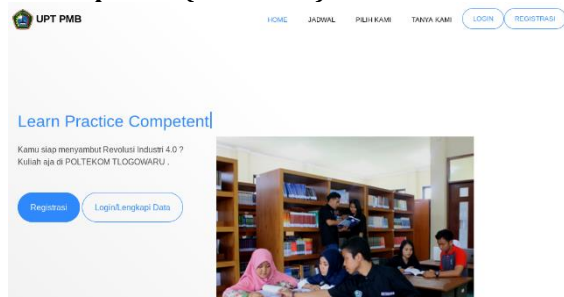 UPT PMB
HOME
JADWAL
PILIH KAMI
TANYA KAMI
LOGIN
REGISTRASI
Learn Practice Competent
Kamu siap menyambut Revolusi Industri 4.0 ?
Kuliah aja di POLTEKOM TLOGOWARU .
Registrasi
Login/Lengkapi Data